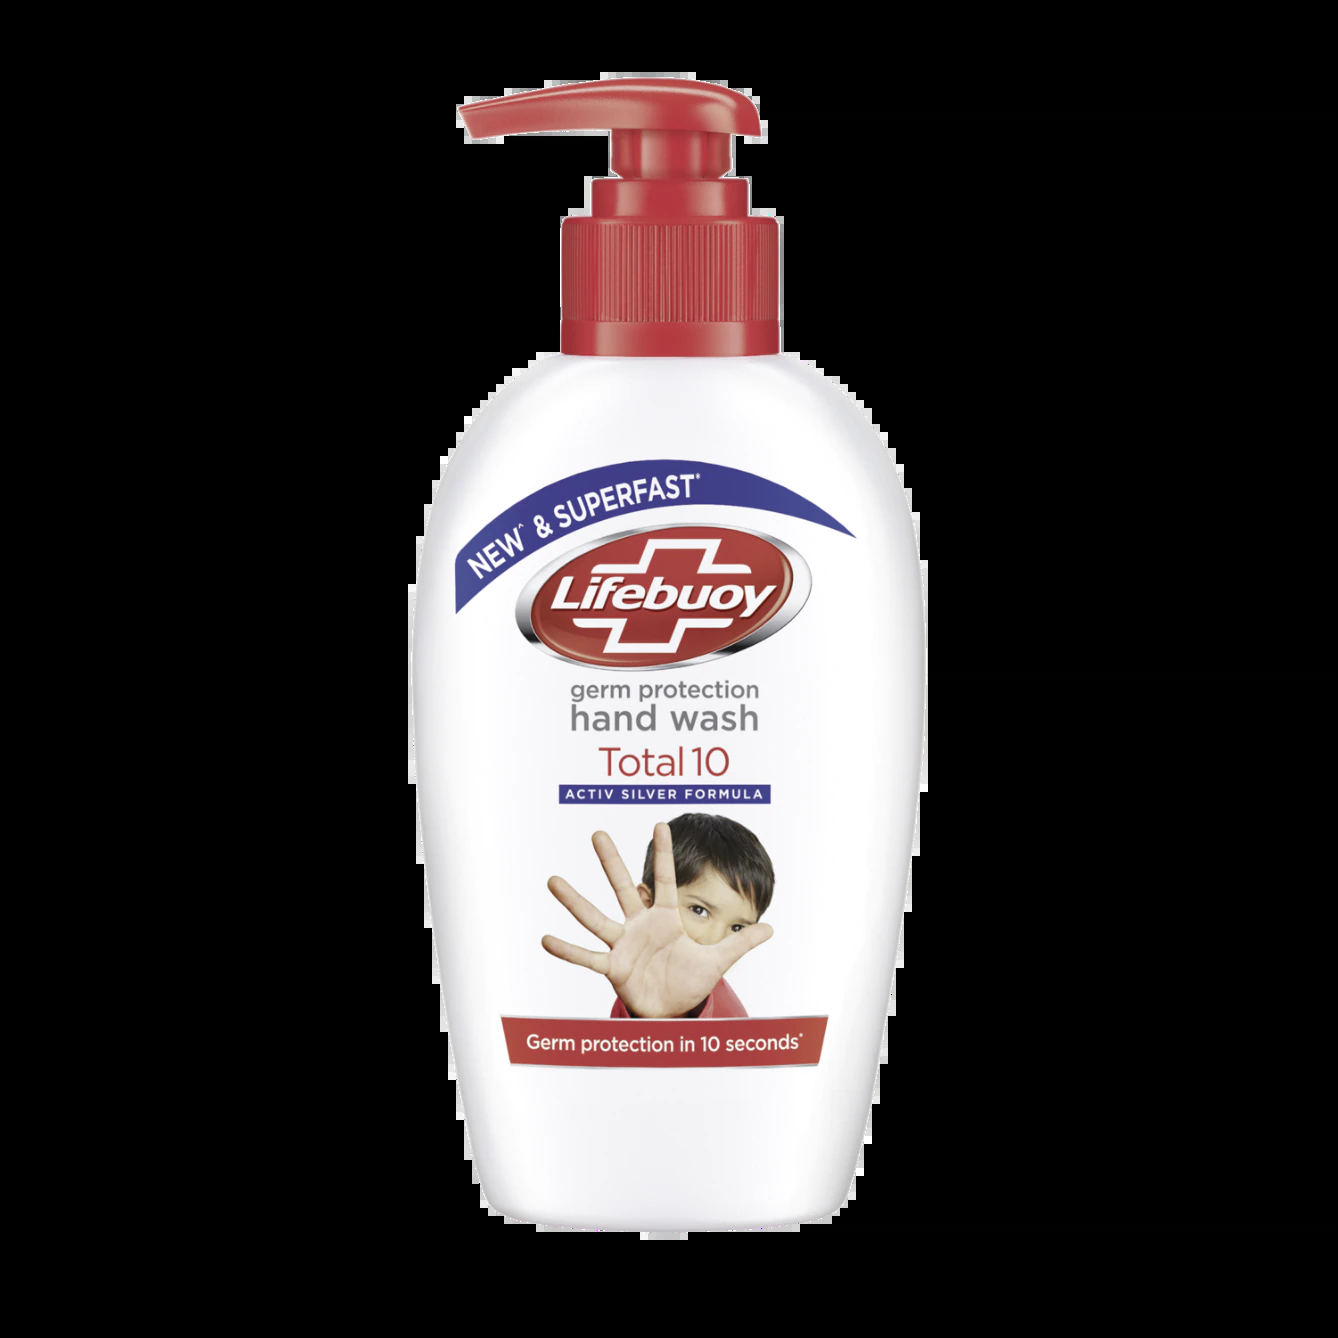 NEW^ & SUPERFAST*
Lifebuoy
germ protection
hand wash
Total 10
ACTIV SILVER FORMULA
Germ protection in 10 seconds*